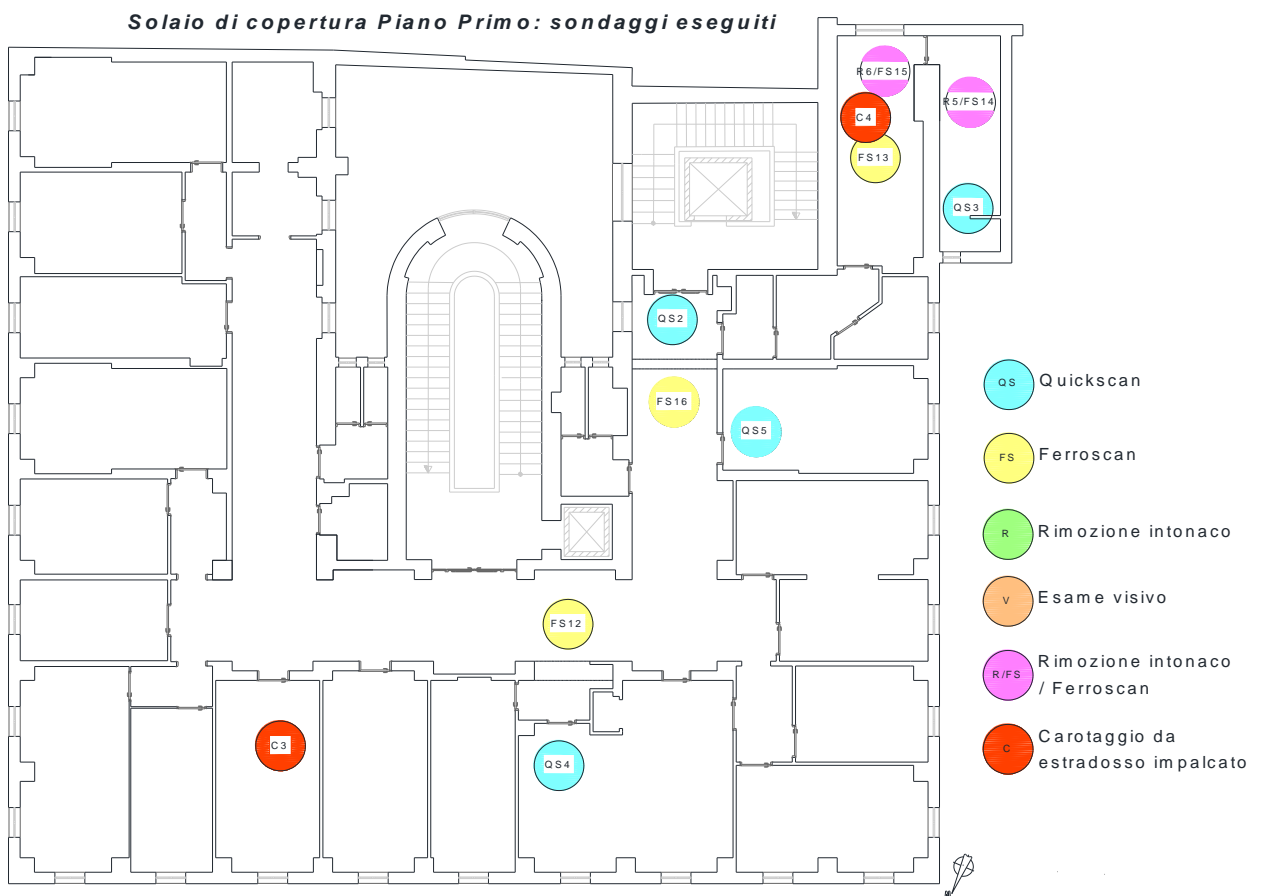 Solaio di copertura Piano Primo: sondaggi eseguiti
R6/FS15
R5/FS14
C4
FS13
QS3
QS2
FS16
QS5
FS12
C3
QS4
QS Quickscan
FS Ferroscan
R Rimozione intonaco
V Esame visivo
R/FS Rimozione intonaco
/ Ferroscan
C Carotaggio da
estradosso impalcato